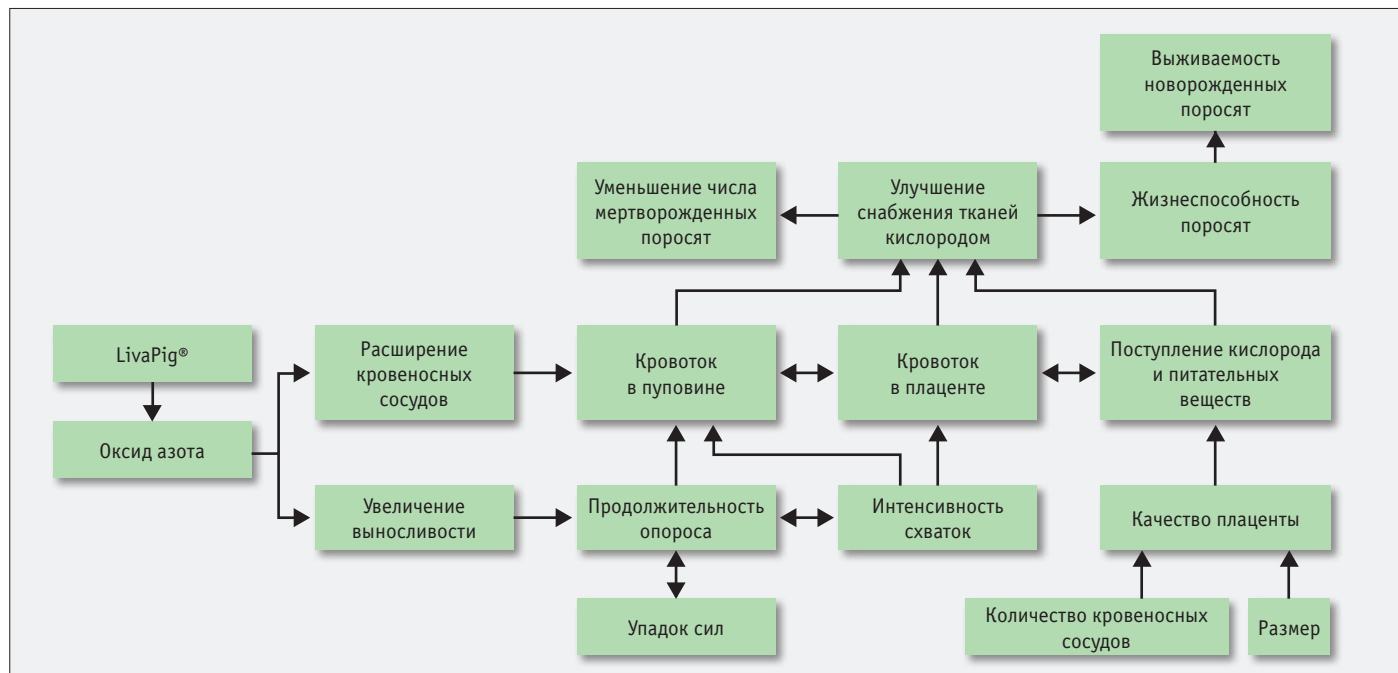 Выживаемость
новорожденных
поросят
Уменьшение числа
мертворожденных
поросят
Улучшение
снабжения тканей
кислородом
Жизнеспособность
поросят
LivaPig®
Оксид азота
Расширение
кровеносных
сосудов
Кровоток
в пуповине
Кровоток
в плаценте
Поступление кислорода
и питательных
веществ
Увеличение
выносливости
Продолжительность
опороса
Интенсивность
схваток
Качество плаценты
Упадок сил
Количество кровеносных
сосудов
Размер